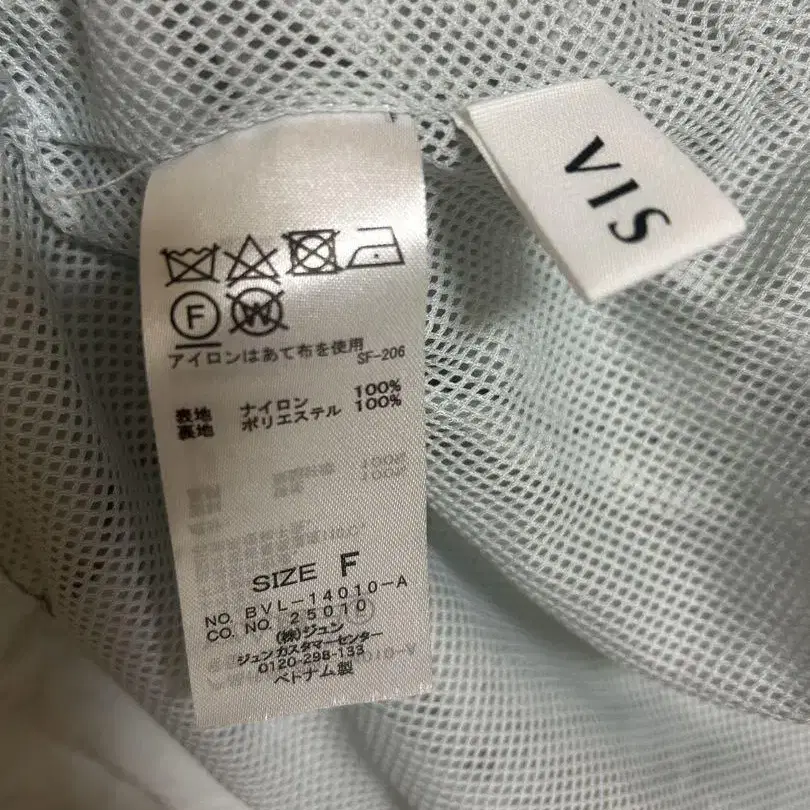 VIS
F W
アイロンはあて布を使用 SF-206
表地 ナイロン 100%
裏地 ポリエステル 100%
SIZE F
NO. BVL-14010-A
CO. NO. 25010
(株)ジュン
ジュンカスタマーセンター
0120-298-133
ベトナム製